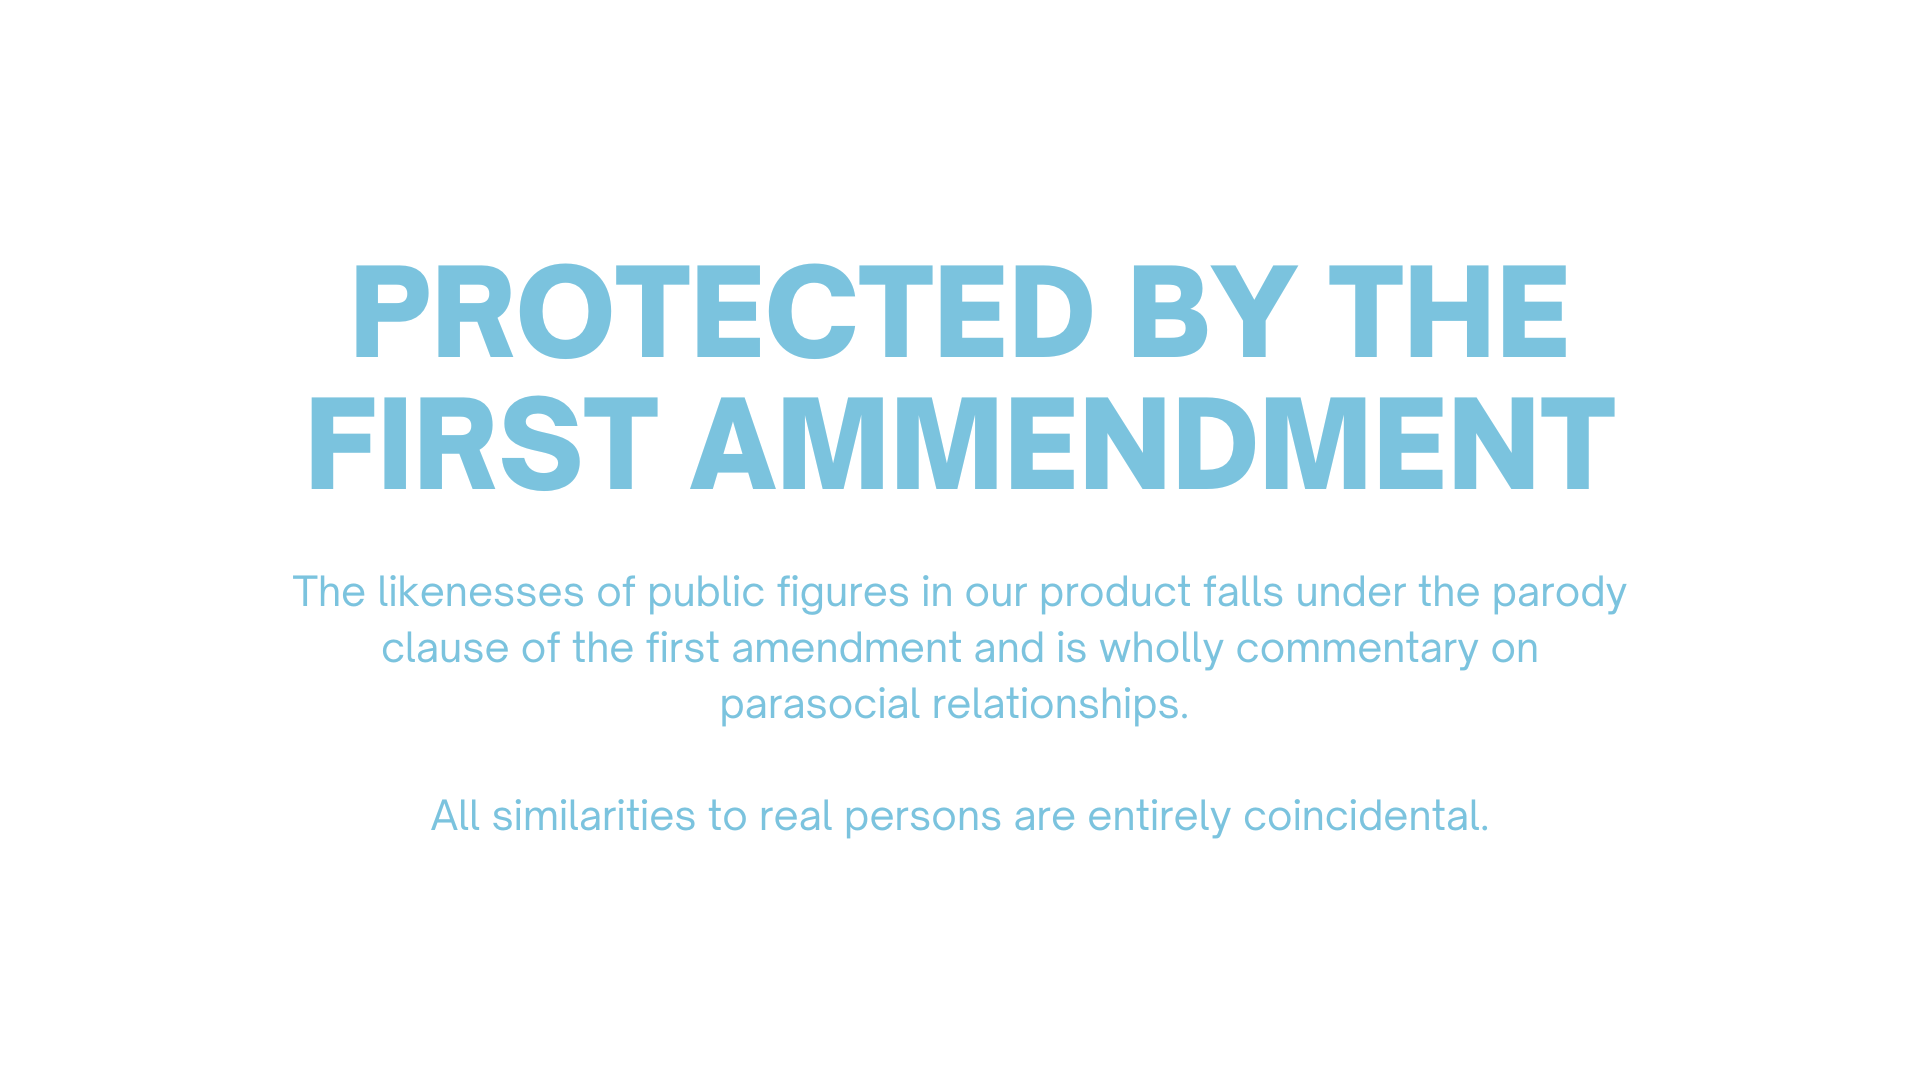 PROTECTED BY THE
FIRST AMMENDMENT
The likenesses of public figures in our product falls under the parody
clause of the first amendment and is wholly commentary on
parasocial relationships.
All similarities to real persons are entirely coincidental.